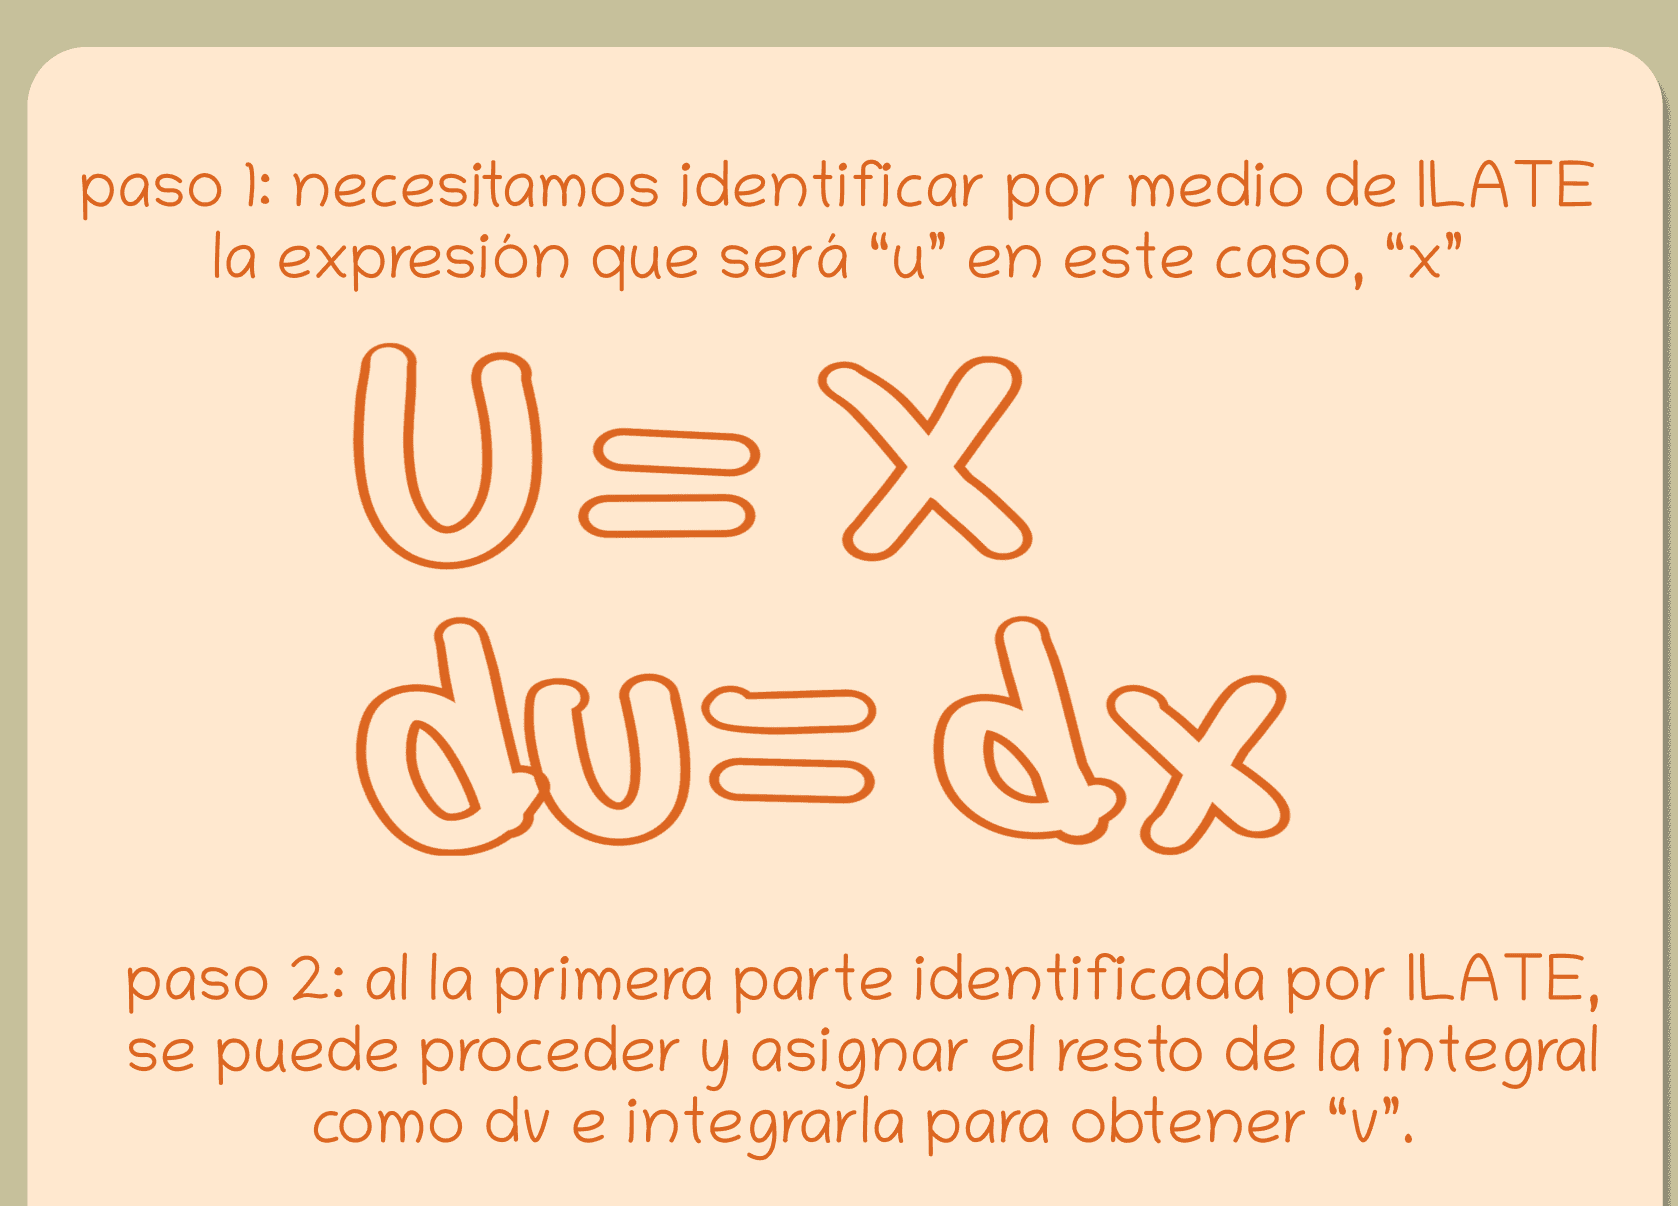 paso 1: necesitamos identificar por medio de ILATE
la expresión que será “u” en este caso, “x”
U = x
du = dx
paso 2: al la primera parte identificada por ILATE,
se puede proceder y asignar el resto de la integral
como dv e integrarla para obtener “v”.